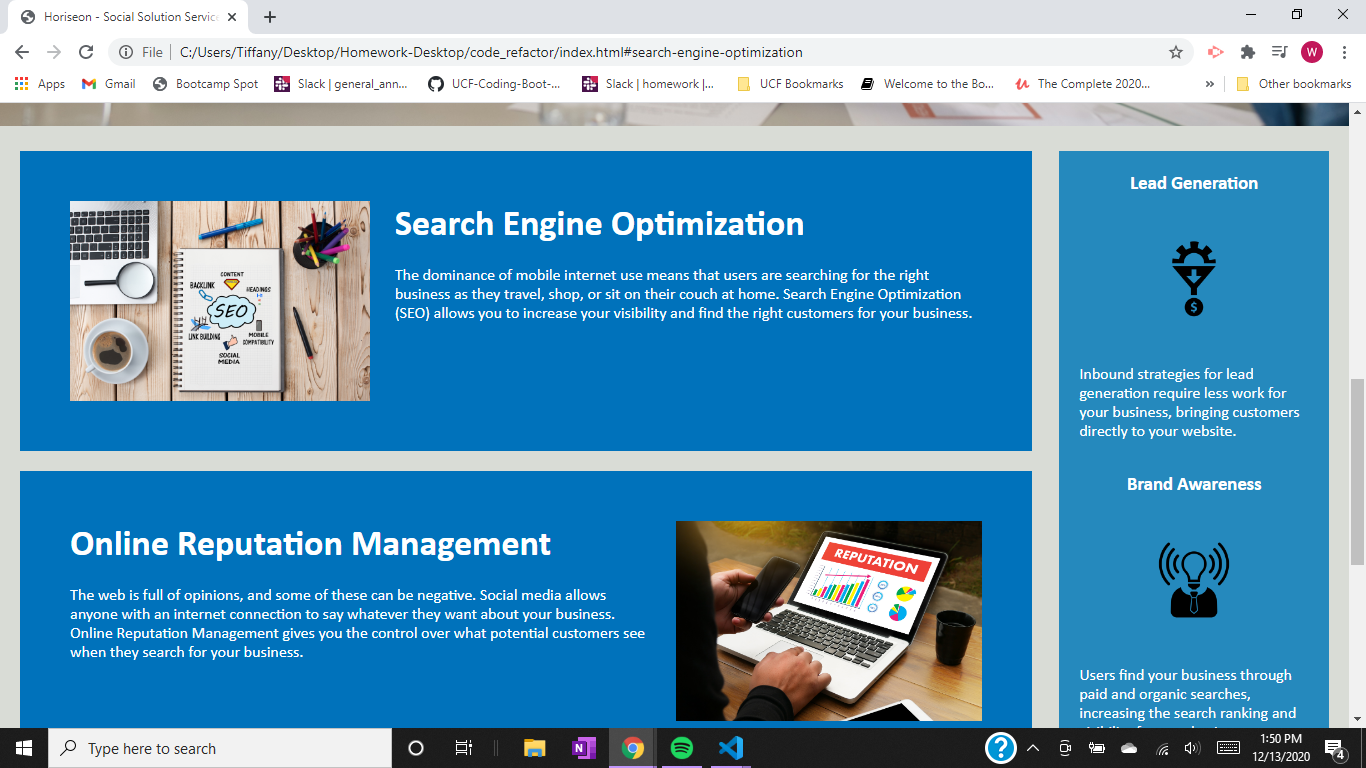 Horiseon - Social Solution Service
File
C:/Users/Tiffany/Desktop/Homework-Desktop/code_refactor/index.html#search-engine-optimization
W
Apps
Gmail
Bootcamp Spot
Slack | general_ann...
UCF-Coding-Boot-...
Slack | homework |...
UCF Bookmarks
Welcome to the Bo...
The Complete 2020...
»
Other bookmarks
CONTENT
BACKLINK
HEADINGS
SEO
LINK BUILDING
MOBILE
COMPATIBILITY
SOCIAL
MEDIA
Search Engine Optimization
The dominance of mobile internet use means that users are searching for the right
business as they travel, shop, or sit on their couch at home. Search Engine Optimization
(SEO) allows you to increase your visibility and find the right customers for your business.
Online Reputation Management
The web is full of opinions, and some of these can be negative. Social media allows
anyone with an internet connection to say whatever they want about your business.
Online Reputation Management gives you the control over what potential customers see
when they search for your business.
REPUTATION
Lead Generation
$
Inbound strategies for lead
generation require less work for
your business, bringing customers
directly to your website.
Brand Awareness
Users find your business through
paid and organic searches,
increasing the search ranking and
Type here to search
N
?
1:50 PM
12/13/2020
4